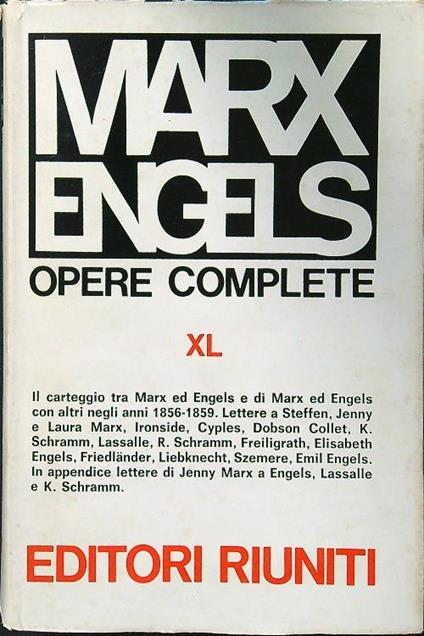 MARX
ENGELS
OPERE COMPLETE
XL
Il carteggio tra Marx ed Engels e di Marx ed Engels
con altri negli anni 1856-1859. Lettere a Steffen, Jenny
e Laura Marx, Ironside, Cyples, Dobson Collet, K.
Schramm, Lassalle, R. Schramm, Freiligrath, Elisabeth
Engels, Friedländer, Liebknecht, Szemere, Emil Engels.
In appendice lettere di Jenny Marx a Engels, Lassalle
e K. Schramm.
EDITORI RIUNITI